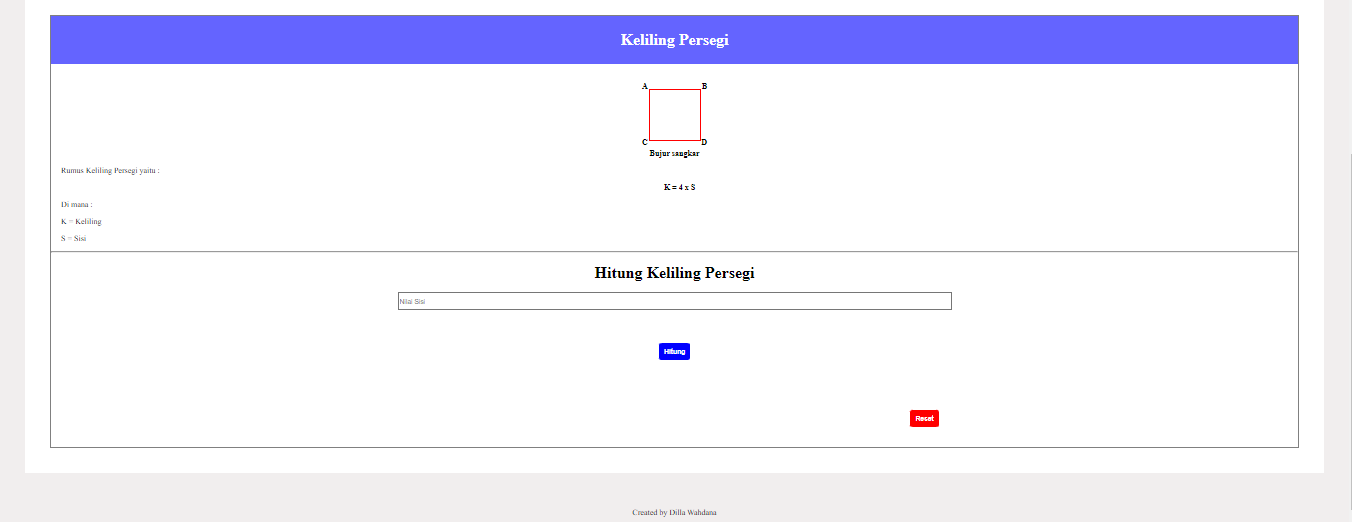 Keliling Persegi
A B
C D
Bujur sangkar
Rumus Keliling Persegi yaitu :
K = 4 x S
Di mana :
K = Keliling
S = Sisi
Hitung Keliling Persegi
Nilai Sisi
Hitung
Reset
Created by Dilla Wahdana